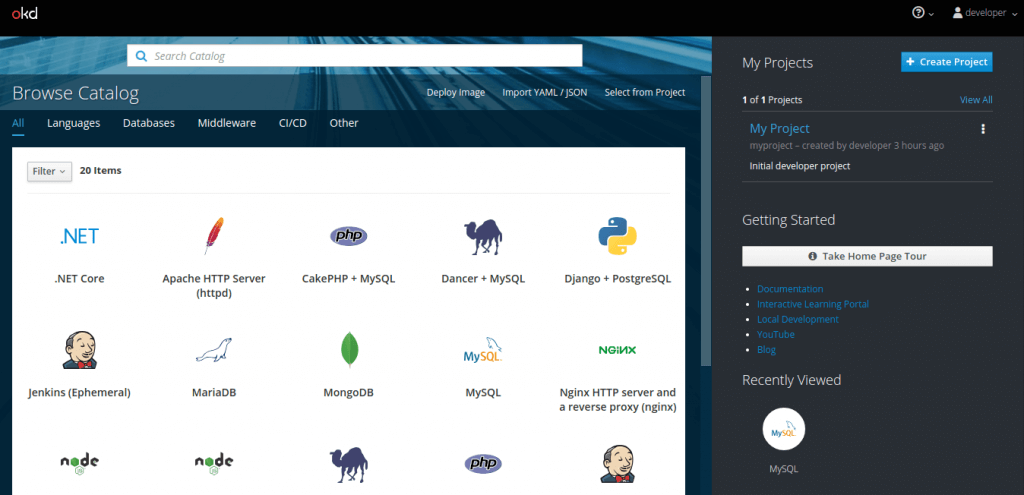 okd
developer
Search Catalog
Browse Catalog
Deploy Image
Import YAML / JSON
Select from Project
All
Languages
Databases
Middleware
CI/CD
Other
Filter
20 Items
.NET
php
.NET Core
Apache HTTP Server
(httpd)
CakePHP + MySQL
Dancer + MySQL
Django + PostgreSQL
MySQL
NGINX
Jenkins (Ephemeral)
MariaDB
MongoDB
MySQL
Nginx HTTP server and
a reverse proxy (nginx)
node
node
php
My Projects
+ Create Project
1 of 1 Projects
View All
My Project
myproject – created by developer 3 hours ago
Initial developer project
Getting Started
Take Home Page Tour
Documentation
Interactive Learning Portal
Local Development
YouTube
Blog
Recently Viewed
MySQL
MySQL